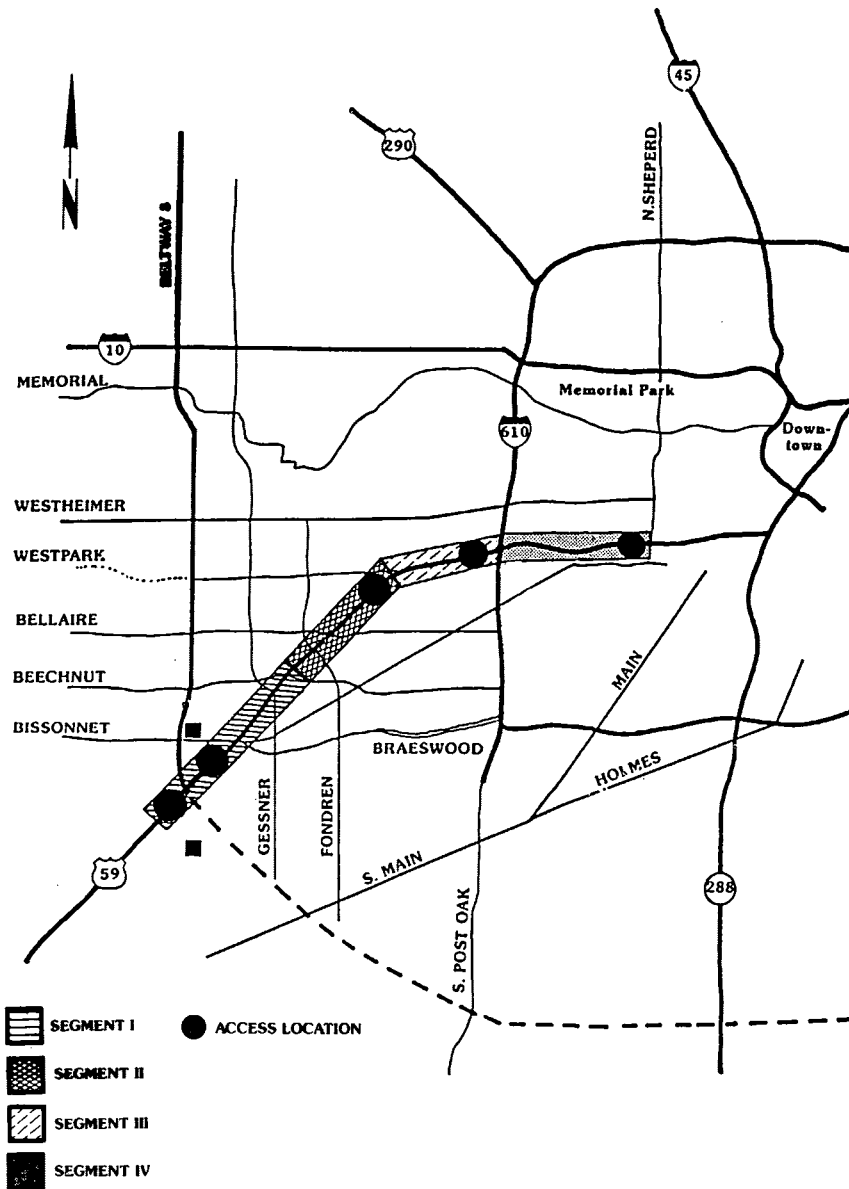 45
290
N. SHEPERD
N
BELTWAY 8
10
MEMORIAL
Memorial Park
610
Down-
town
WESTHEIMER
WESTPARK
BELLAIRE
BEECHNUT
BISSONNET
BRAESWOOD
MAIN
HOLMES
GESSNER
FONDREN
S. MAIN
59
288
S. POST OAK
SEGMENT I
ACCESS LOCATION
SEGMENT II
SEGMENT III
SEGMENT IV